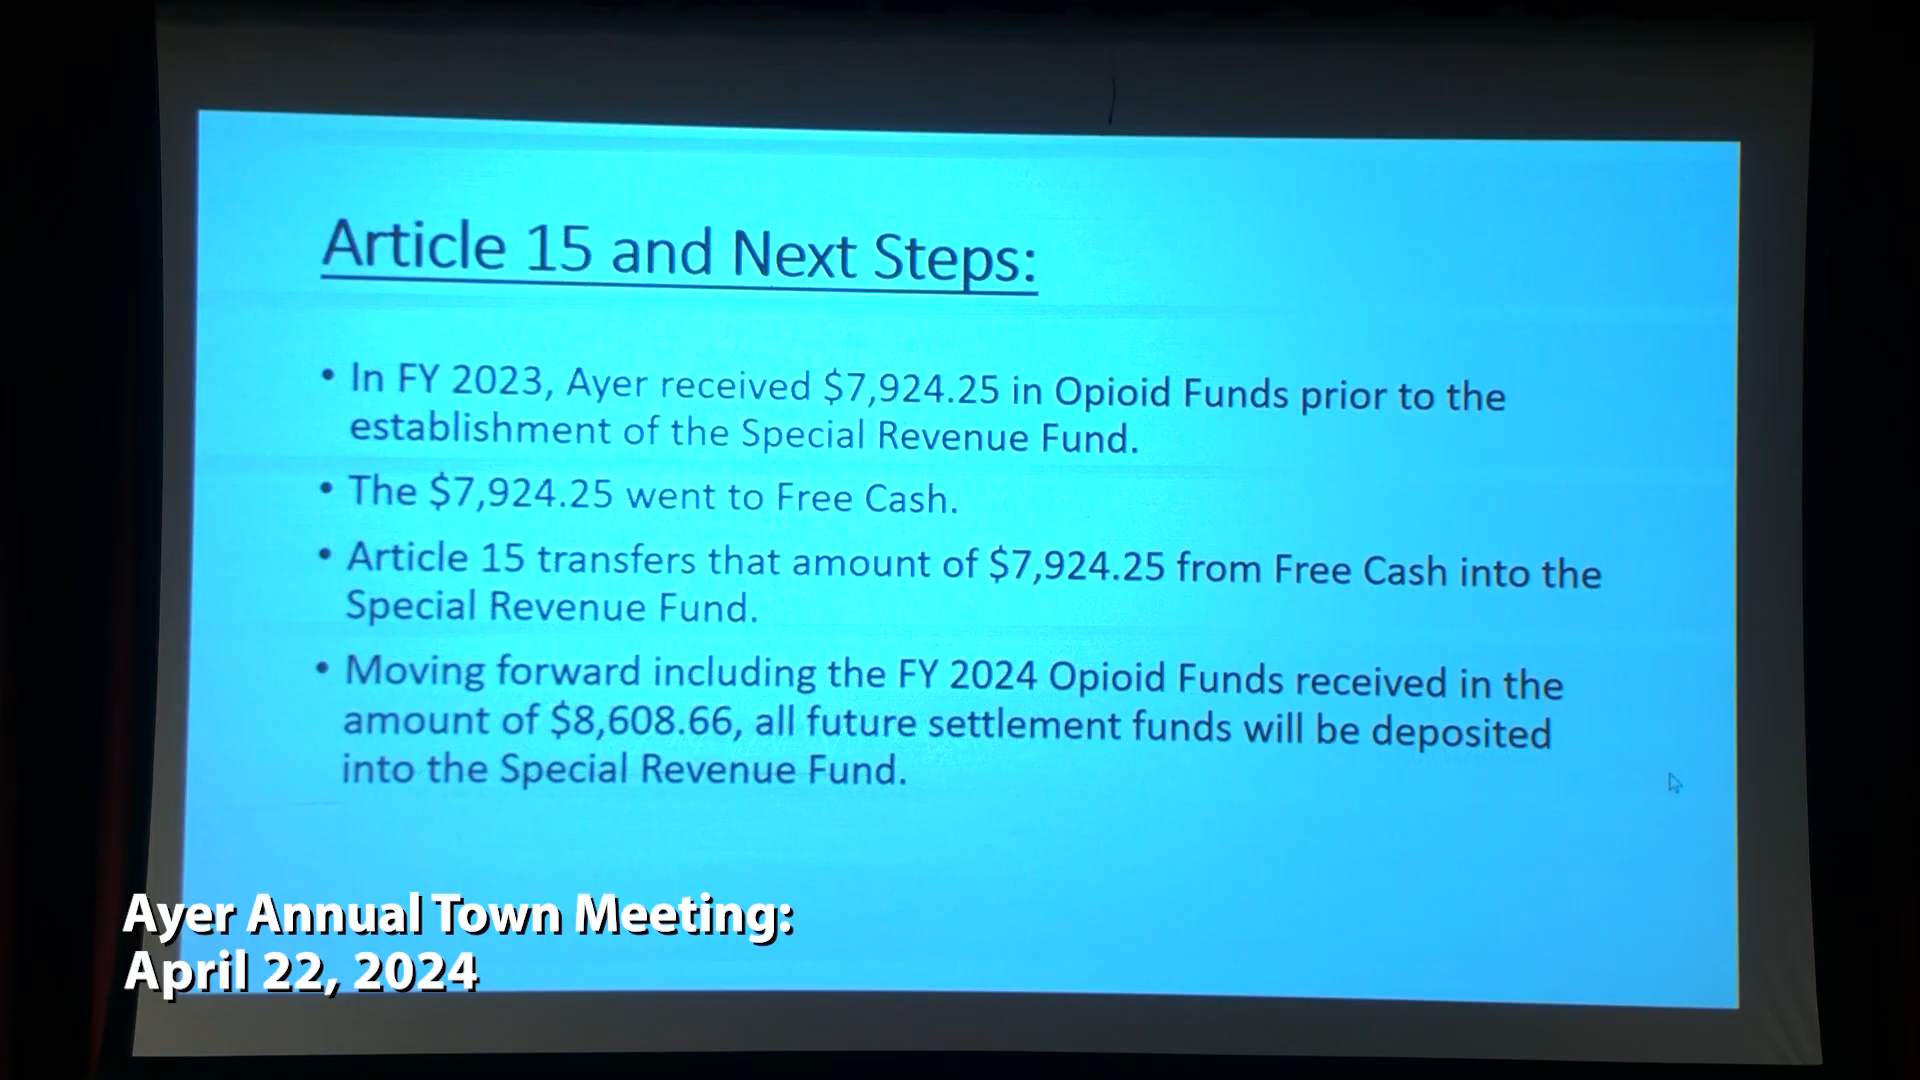 Article 15 and Next Steps:
• In FY 2023, Ayer received $7,924.25 in Opioid Funds prior to the
establishment of the Special Revenue Fund.
• The $7,924.25 went to Free Cash.
• Article 15 transfers that amount of $7,924.25 from Free Cash into the
Special Revenue Fund.
• Moving forward including the FY 2024 Opioid Funds received in the
amount of $8,608.66, all future settlement funds will be deposited
into the Special Revenue Fund.
Ayer Annual Town Meeting:
April 22, 2024